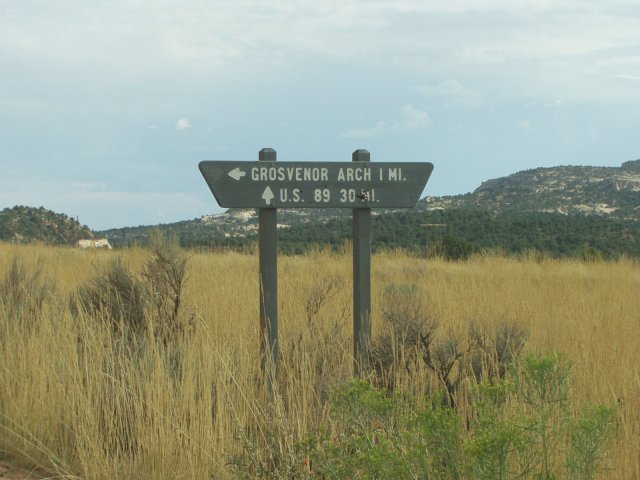 GROSVENOR ARCH 1 MI.
U.S. 89 30 MI.